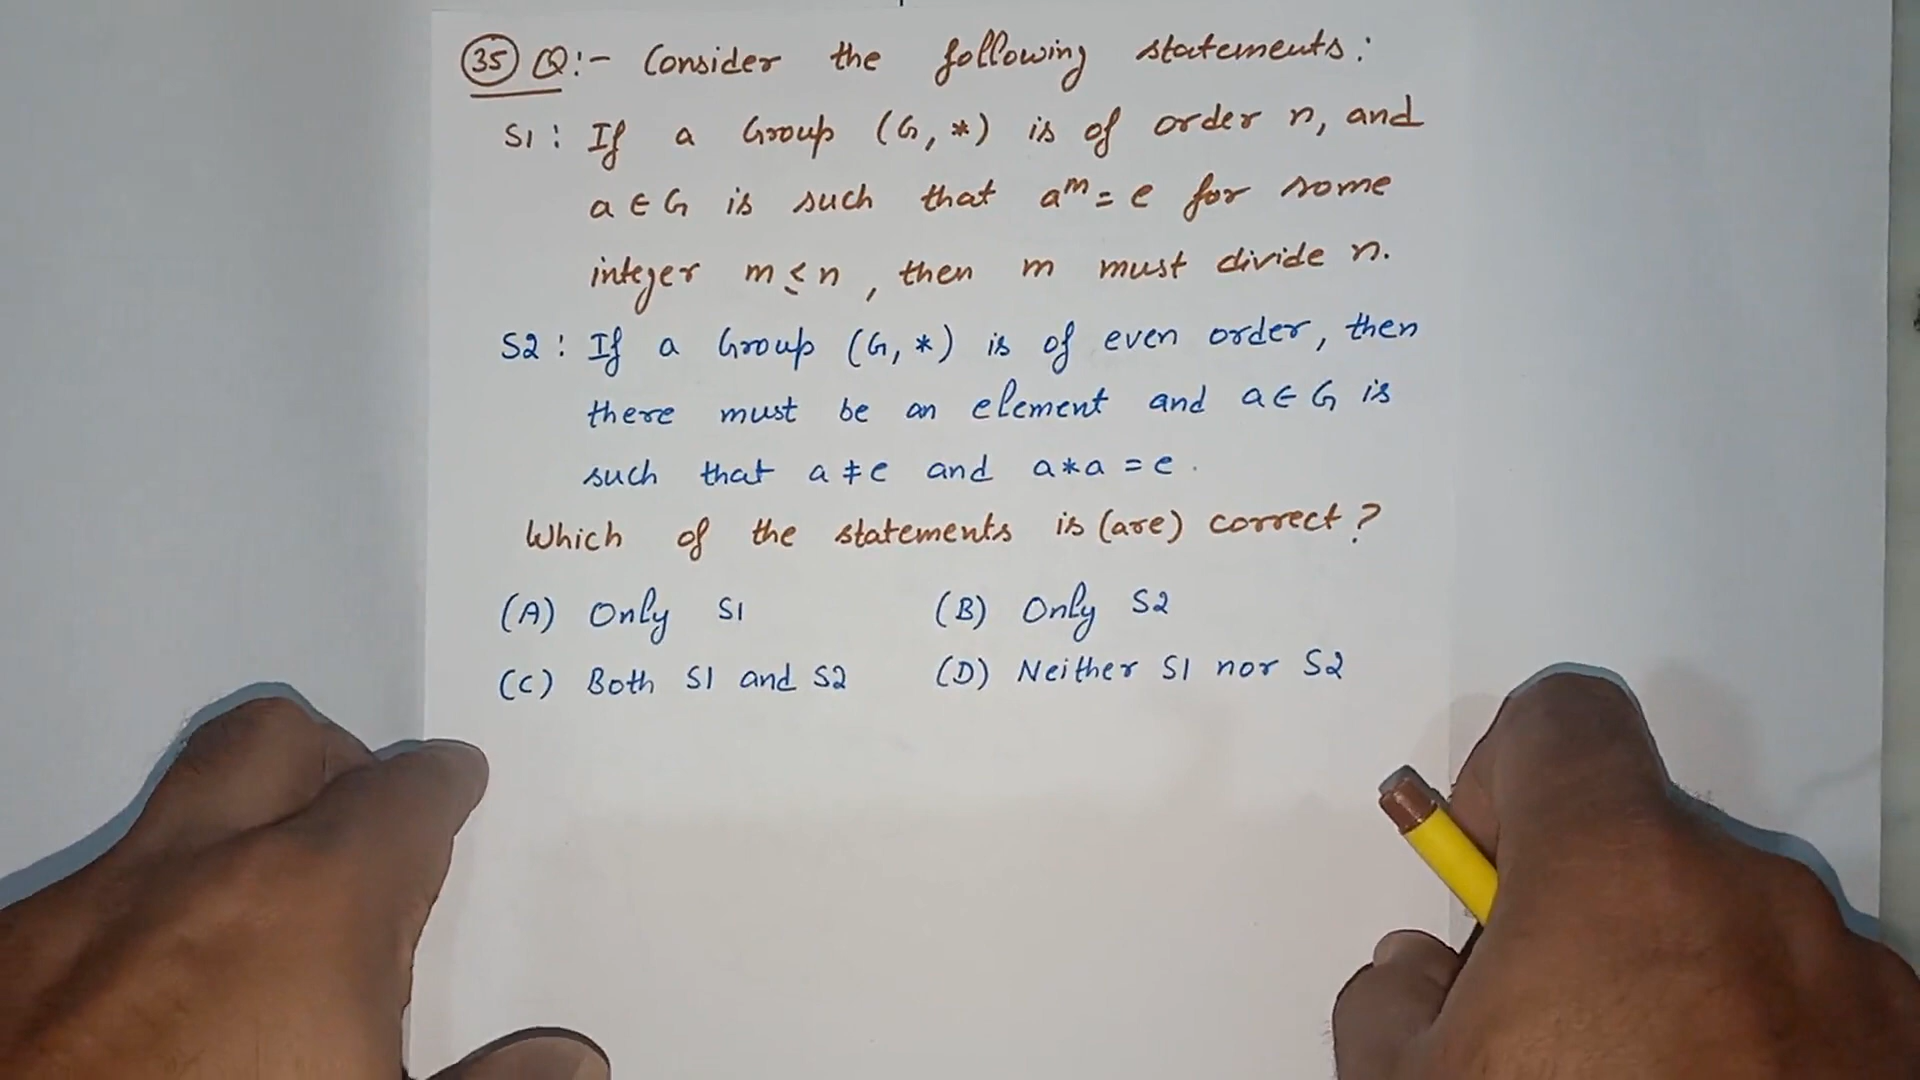 35 Q:- Consider the following statements:
S1: If a Group (G, *) is of order n, and
a ∈ G is such that aᵐ = e for some
integer m ≤ n, then m must divide n.
S2: If a Group (G, *) is of even order, then
there must be an element and a ∈ G is
such that a ≠ e and a * a = e.
Which of the statements is (are) correct?
(A) Only S1 (B) Only S2
(C) Both S1 and S2 (D) Neither S1 nor S2